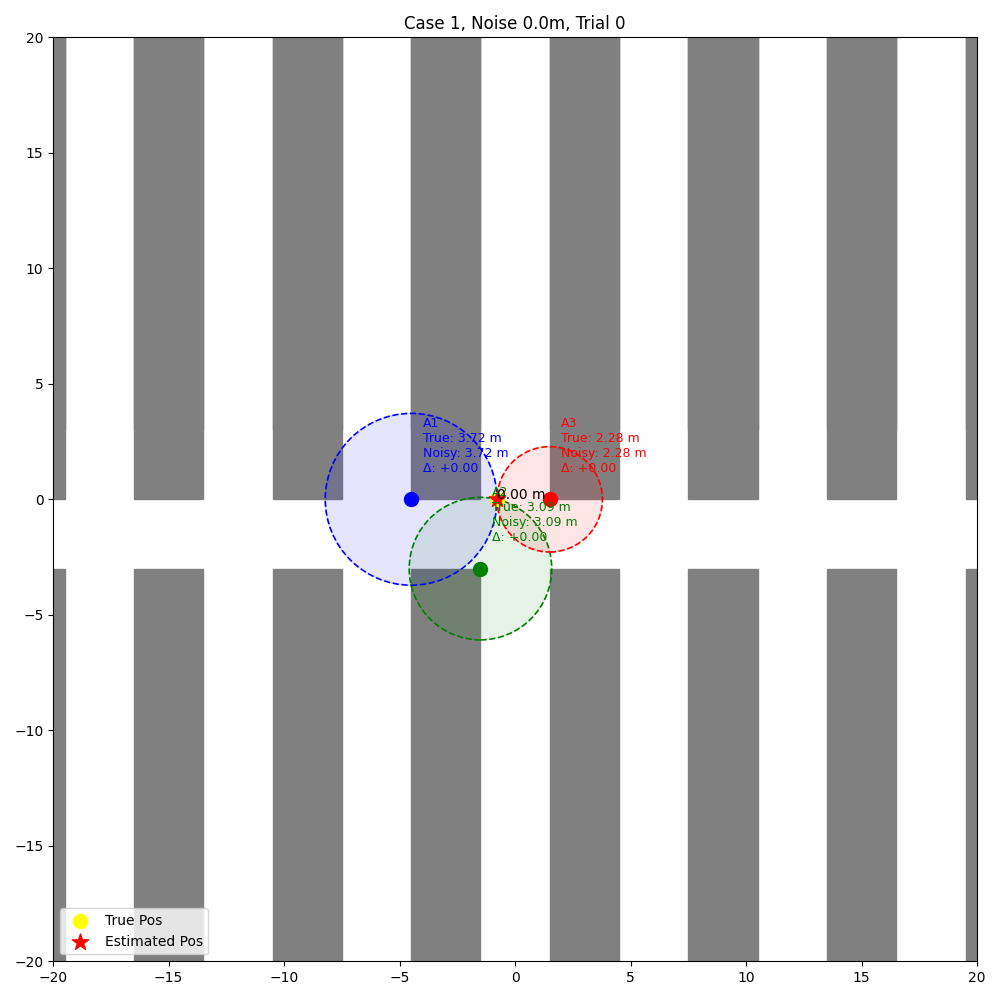 Case 1, Noise 0.0m, Trial 0
20
15
10
5
0
−5
−10
−15
−20
A1
True: 3.72 m
Noisy: 3.72 m
Δ: +0.00
A3
True: 2.28 m
Noisy: 2.28 m
Δ: +0.00
0.00 m
A2
True: 3.09 m
Noisy: 3.09 m
Δ: +0.00
True Pos
Estimated Pos
−20
−15
−10
−5
0
5
10
15
20